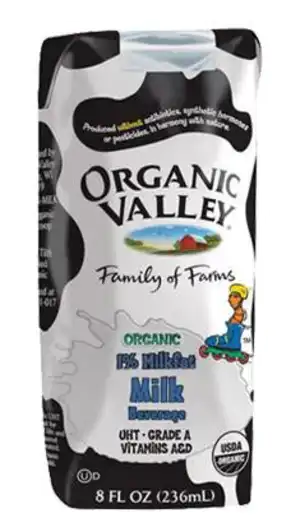 Produced without antibiotics, synthetic hormones
or pesticides, in harmony with nature.
ORGANIC
VALLEY®
Family of Farms
TM
ORGANIC
1% Milkfat
Milk
Beverage
UHT • GRADE A
VITAMINS A&D
USDA
ORGANIC
U D
8 FL OZ (236mL)